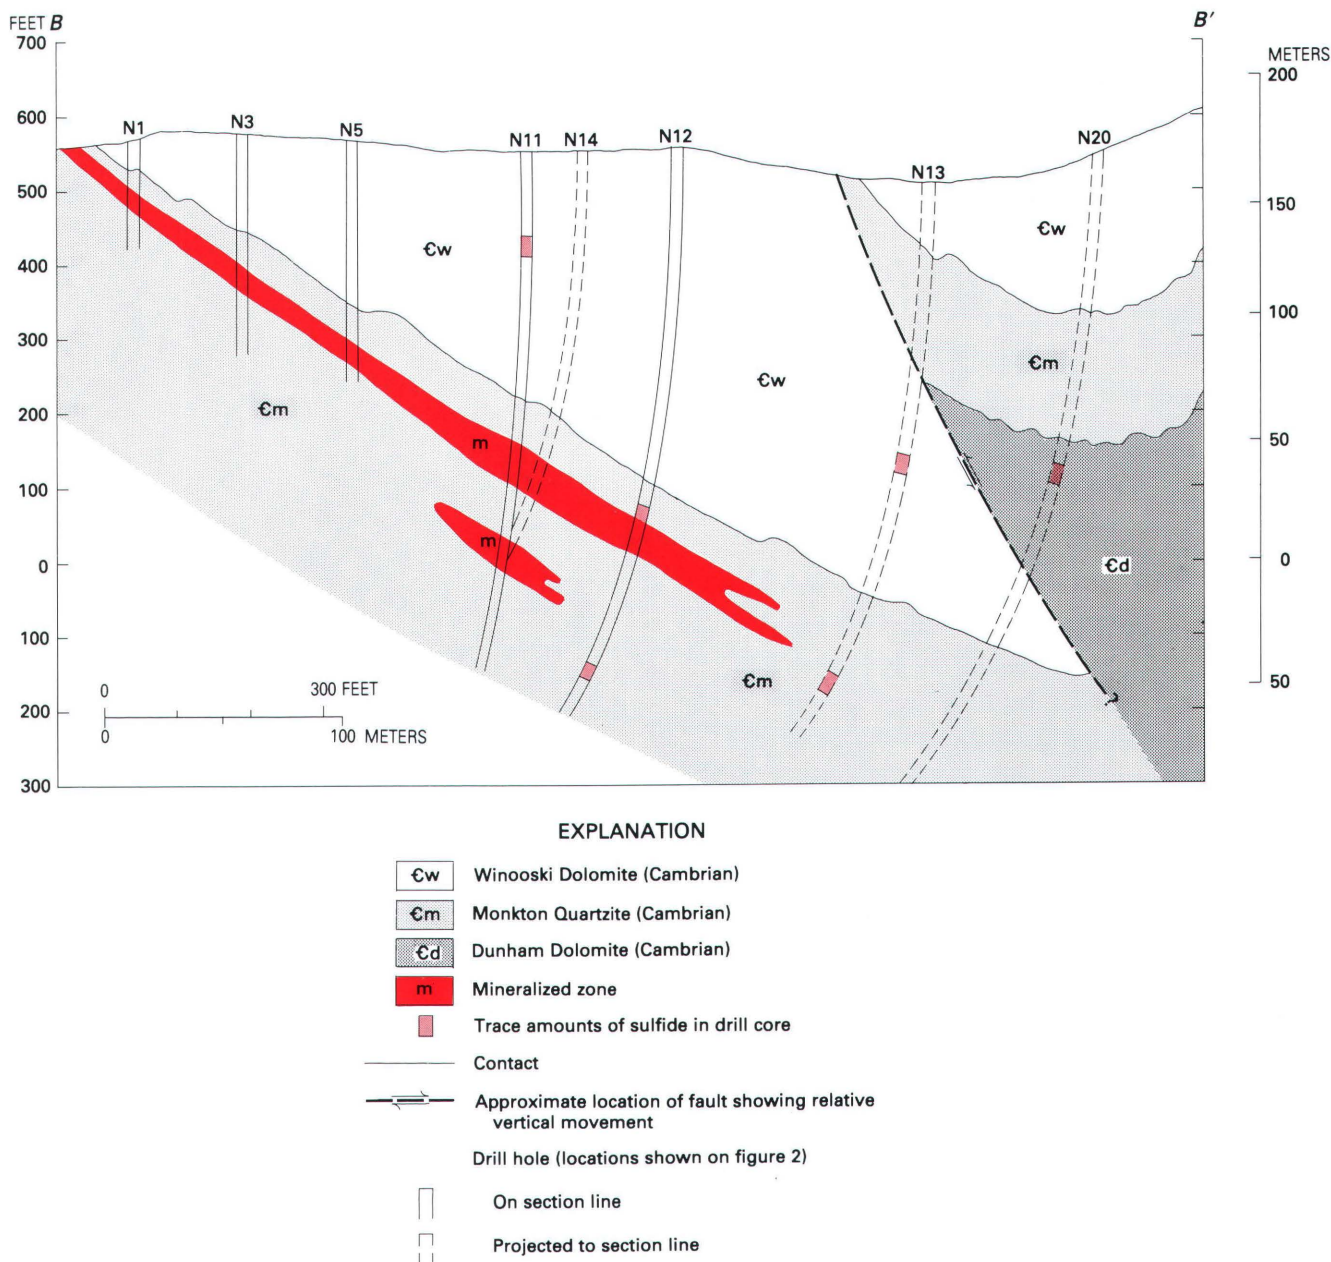 FEET B
B′
700
600
500
400
300
200
100
0
100
200
300
METERS
200
150
100
50
0
50
N1
N3
N5
N11
N14
N12
N13
N20
Єw
Єw
Єw
Єm
Єm
Єm
Єd
m
m
?
0 300 FEET
0 100 METERS
EXPLANATION
Єw Winooski Dolomite (Cambrian)
Єm Monkton Quartzite (Cambrian)
Єd Dunham Dolomite (Cambrian)
m Mineralized zone
Trace amounts of sulfide in drill core
Contact
Approximate location of fault showing relative
vertical movement
Drill hole (locations shown on figure 2)
On section line
Projected to section line